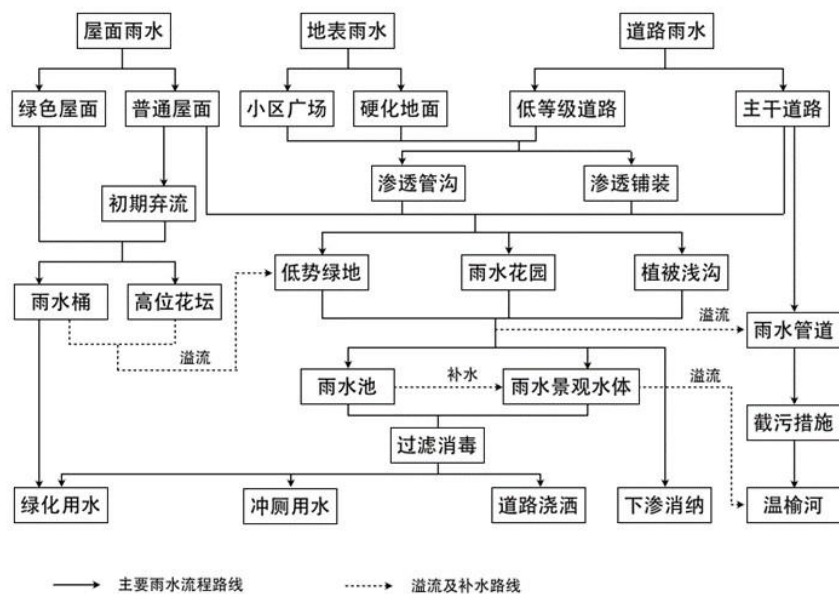 屋面雨水
地表雨水
道路雨水
绿色屋面
普通屋面
小区广场
硬化地面
低等级道路
主干道路
渗透管沟
渗透铺装
初期弃流
低势绿地
雨水花园
植被浅沟
雨水桶
高位花坛
溢流
雨水管道
溢流
雨水池
补水
雨水景观水体
溢流
截污措施
过滤消毒
绿化用水
冲厕用水
道路浇洒
下渗消纳
温榆河
主要雨水流程路线
溢流及补水路线